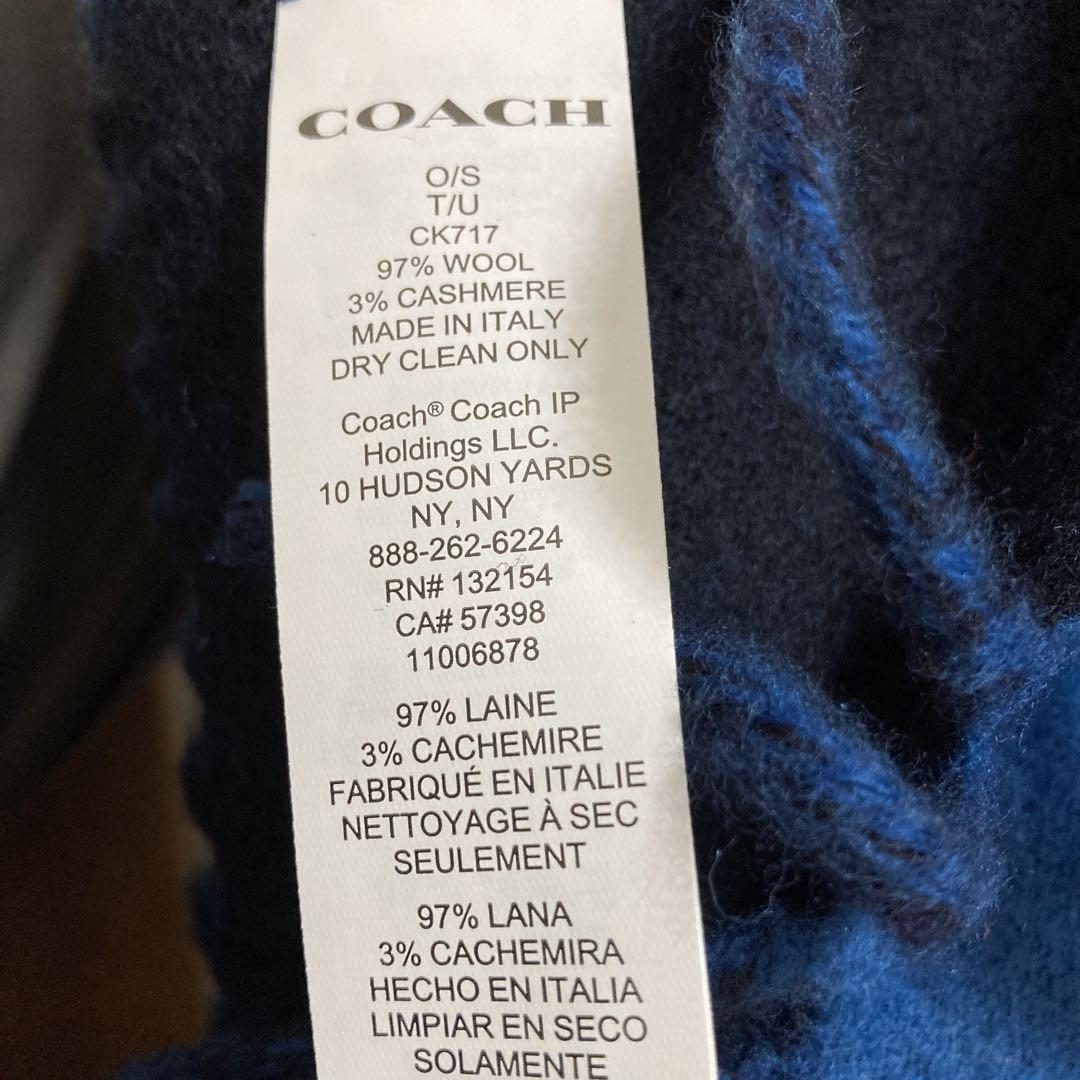 COACH
O/S
T/U
CK717
97% WOOL
3% CASHMERE
MADE IN ITALY
DRY CLEAN ONLY
Coach® Coach IP
Holdings LLC.
10 HUDSON YARDS
NY, NY
888-262-6224
RN# 132154
CA# 57398
11006878
97% LAINE
3% CACHEMIRE
FABRIQUÉ EN ITALIE
NETTOYAGE À SEC
SEULEMENT
97% LANA
3% CACHEMIRA
HECHO EN ITALIA
LIMPIAR EN SECO
SOLAMENTE